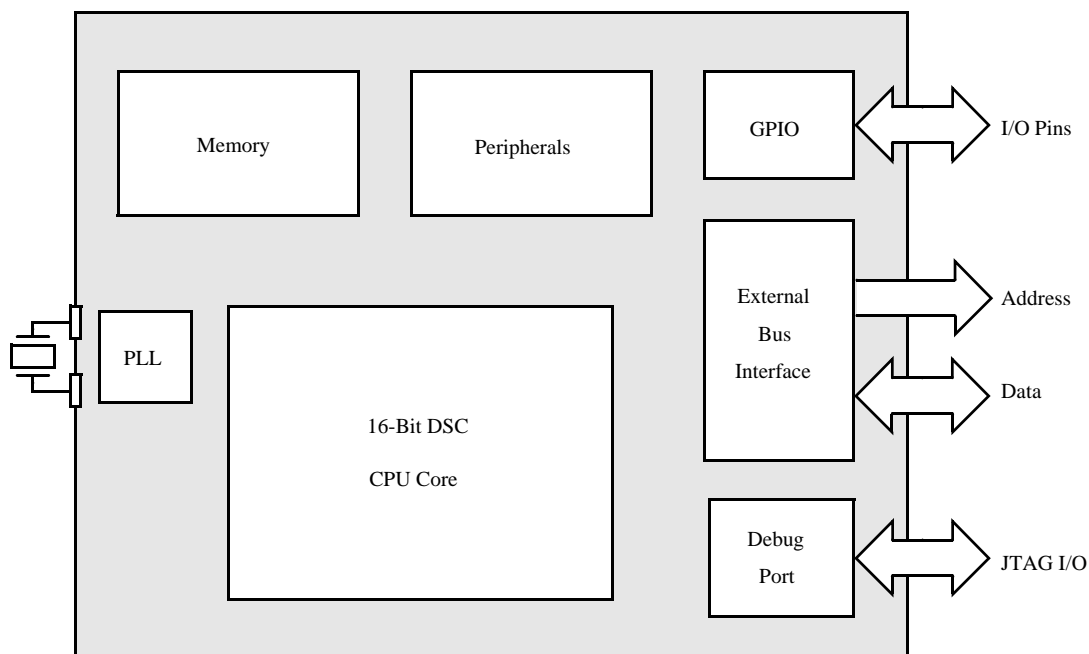 Memory
Peripherals
GPIO
I/O Pins
External
Bus
Interface
Address
Data
PLL
16-Bit DSC
CPU Core
Debug
Port
JTAG I/O